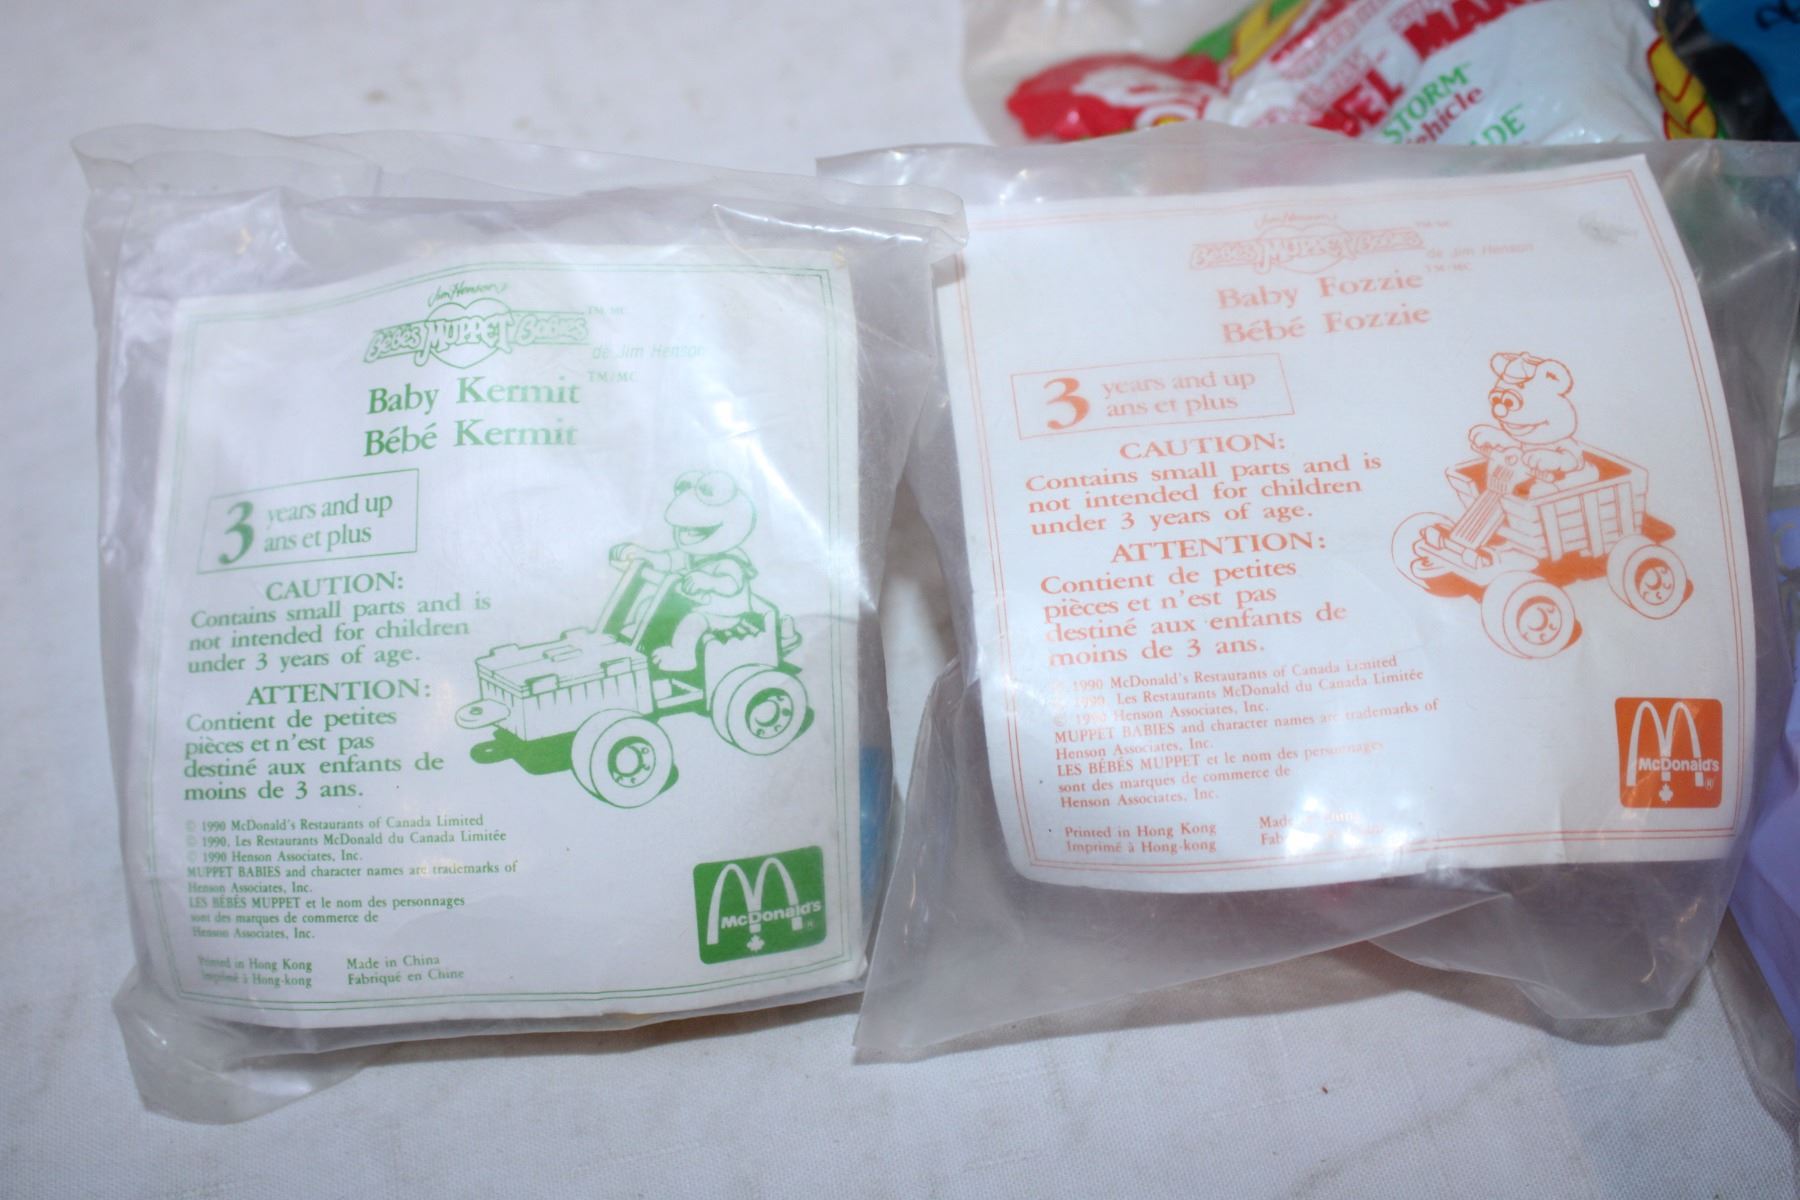 Jim Henson's
Bébés MUPPET Babies TM MC
de Jim Henson
Baby Kermit TM/MC
Bébé Kermit
3 years and up
ans et plus
CAUTION:
Contains small parts and is
not intended for children
under 3 years of age.
ATTENTION:
Contient de petites
pièces et n'est pas
destiné aux enfants de
moins de 3 ans.
© 1990 McDonald's Restaurants of Canada Limited
© 1990, Les Restaurants McDonald du Canada Limitée
© 1990 Henson Associates, Inc.
MUPPET BABIES and character names are trademarks of
Henson Associates, Inc.
LES BÉBÉS MUPPET et le nom des personnages
sont des marques de commerce de
Henson Associates, Inc.
Printed in Hong Kong
Imprimé à Hong-kong
Made in China
Fabriqué en Chine
McDonald's ®
Jim Henson's
BÉBÉS MUPPET BABIES TM MC
de Jim Henson
Baby Fozzie TM/MC
Bébé Fozzie
3 years and up
ans et plus
CAUTION:
Contains small parts and is
not intended for children
under 3 years of age.
ATTENTION:
Contient de petites
pièces et n'est pas
destiné aux enfants de
moins de 3 ans.
1990 McDonald's Restaurants of Canada Limited
1990, Les Restaurants McDonald du Canada Limitée
© 1990 Henson Associates, Inc.
MUPPET BABIES and character names are trademarks of
Henson Associates, Inc.
LES BÉBÉS MUPPET et le nom des personnages
sont des marques de commerce de
Henson Associates, Inc.
Printed in Hong Kong
Imprimé à Hong-kong
Made
Fab
McDonald's ®
STORM™